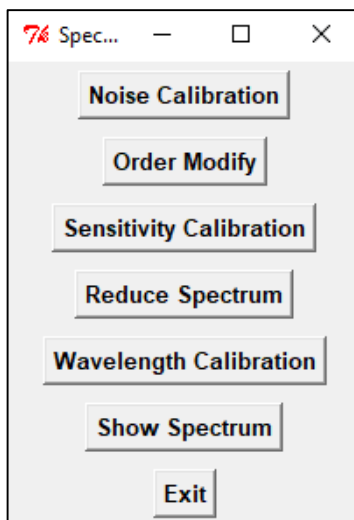 Spec...
Noise Calibration
Order Modify
Sensitivity Calibration
Reduce Spectrum
Wavelength Calibration
Show Spectrum
Exit